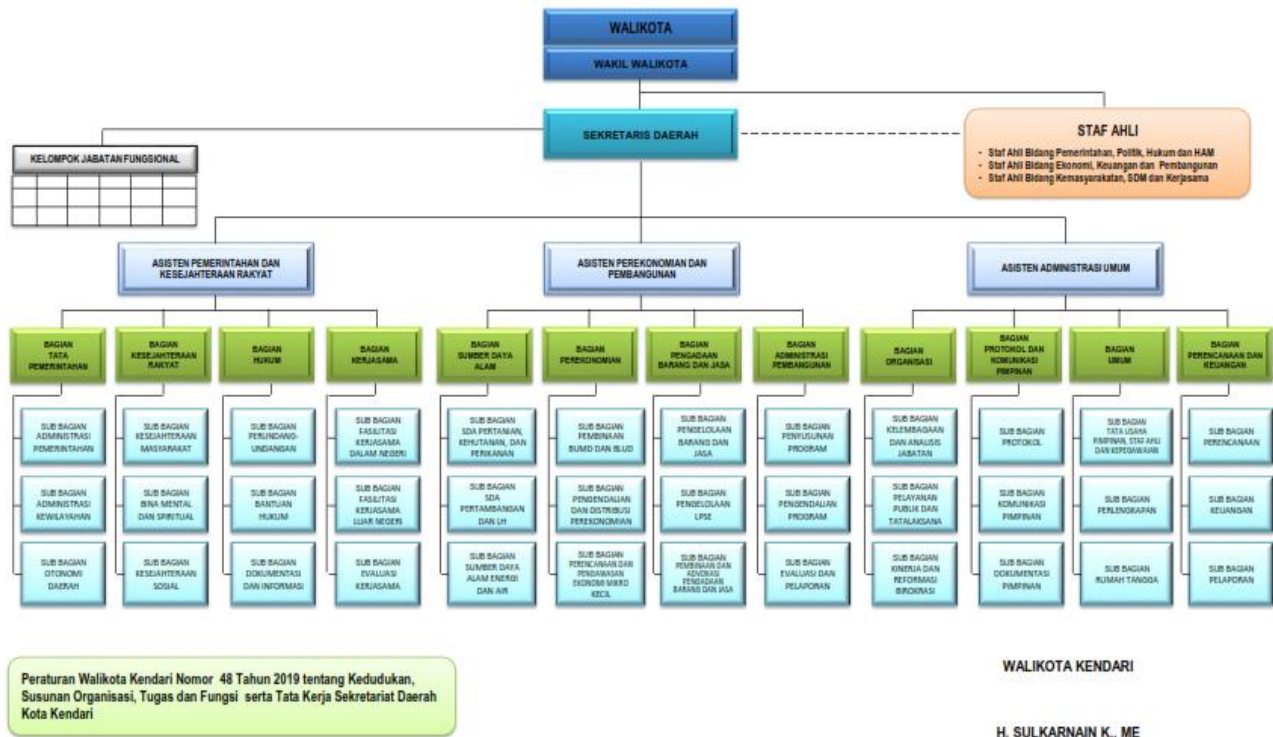 WALIKOTA
WAKIL WALIKOTA
SEKRETARIS DAERAH
STAF AHLI
- Staf Ahli Bidang Pemerintahan, Politik, Hukum dan HAM
- Staf Ahli Bidang Ekonomi, Keuangan dan Pembangunan
- Staf Ahli Bidang Kemasyarakatan, SDM dan Kerjasama
KELOMPOK JABATAN FUNGSIONAL
ASISTEN PEMERINTAHAN DAN
KESEJAHTERAAN RAKYAT
ASISTEN PEREKONOMIAN DAN
PEMBANGUNAN
ASISTEN ADMINISTRASI UMUM
BAGIAN
TATA
PEMERINTAHAN
BAGIAN
KESEJAHTERAAN
RAKYAT
BAGIAN
HUKUM
BAGIAN
KERJASAMA
BAGIAN
SUMBER DAYA
ALAM
BAGIAN
PEREKONOMIAN
BAGIAN
PENGADAAN
BARANG DAN JASA
BAGIAN
ADMINISTRASI
PEMBANGUNAN
BAGIAN
ORGANISASI
BAGIAN
PROTOKOL DAN
KOMUNIKASI
PIMPINAN
BAGIAN
UMUM
BAGIAN
PERENCANAAN DAN
KEUANGAN
SUB BAGIAN
ADMINISTRASI
PEMERINTAHAN
SUB BAGIAN
KESEJAHTERAAN
MASYARAKAT
SUB BAGIAN
PERUNDANG-
UNDANGAN
SUB BAGIAN
FASILITASI
KERJASAMA
DALAM NEGERI
SUB BAGIAN
SDA PERTANIAN,
KEHUTANAN, DAN
PERIKANAN
SUB BAGIAN
PEMBINAAN
BUMD DAN BLUD
SUB BAGIAN
PENGELOLAAN
BARANG DAN
JASA
SUB BAGIAN
PENYUSUNAN
PROGRAM
SUB BAGIAN
KELEMBAGAAN
DAN ANALISIS
JABATAN
SUB BAGIAN
PROTOKOL
SUB BAGIAN
TATA USAHA
PIMPINAN, STAF AHLI
DAN KEPEGAWAIAN
SUB BAGIAN
PERENCANAAN
SUB BAGIAN
ADMINISTRASI
KEWILAYAHAN
SUB BAGIAN
BINA MENTAL
DAN SPIRITUAL
SUB BAGIAN
BANTUAN
HUKUM
SUB BAGIAN
FASILITASI
KERJASAMA
LUAR NEGERI
SUB BAGIAN
SDA
PERTAMBANGAN
DAN LH
SUB BAGIAN
PENGENDALIAN
DAN DISTRIBUSI
PEREKONOMIAN
SUB BAGIAN
PENGELOLAAN
LPSE
SUB BAGIAN
PENGENDALIAN
PROGRAM
SUB BAGIAN
PELAYANAN
PUBLIK DAN
TATALAKSANA
SUB BAGIAN
KOMUNIKASI
PIMPINAN
SUB BAGIAN
PERLENGKAPAN
SUB BAGIAN
KEUANGAN
SUB BAGIAN
OTONOMI
DAERAH
SUB BAGIAN
KESEJAHTERAAN
SOSIAL
SUB BAGIAN
DOKUMENTASI
DAN INFORMASI
SUB BAGIAN
EVALUASI
KERJASAMA
SUB BAGIAN
SUMBER DAYA
ALAM ENERGI
DAN AIR
SUB BAGIAN
PERENCANAAN DAN
PENGAWASAN
EKONOMI MIKRO
KECIL
SUB BAGIAN
PEMBINAAN DAN
ADVOKASI
PENGADAAN
BARANG DAN JASA
SUB BAGIAN
EVALUASI DAN
PELAPORAN
SUB BAGIAN
KINERJA DAN
REFORMASI
BIROKRASI
SUB BAGIAN
DOKUMENTASI
PIMPINAN
SUB BAGIAN
RUMAH TANGGA
SUB BAGIAN
PELAPORAN
Peraturan Walikota Kendari Nomor 48 Tahun 2019 tentang Kedudukan,
Susunan Organisasi, Tugas dan Fungsi serta Tata Kerja Sekretariat Daerah
Kota Kendari
WALIKOTA KENDARI
H. SULKARNAIN K., ME